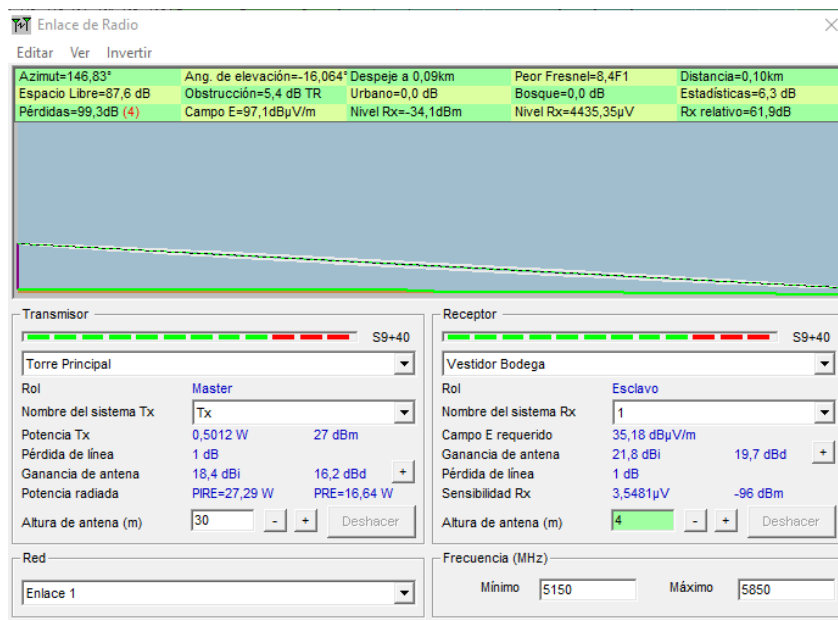 Enlace de Radio
Editar Ver Invertir
Azimut=146,83° Ang. de elevación=-16,064° Despeje a 0,09km Peor Fresnel=8,4F1 Distancia=0,10km
Espacio Libre=87,6 dB Obstrucción=5,4 dB TR Urbano=0,0 dB Bosque=0,0 dB Estadísticas=6,3 dB
Pérdidas=99,3dB (4) Campo E=97,1dBµV/m Nivel Rx=-34,1dBm Nivel Rx=4435,35µV Rx relativo=61,9dB
Transmisor Receptor
S9+40 S9+40
Torre Principal Vestidor Bodega
Rol Master Rol Esclavo
Nombre del sistema Tx Tx Nombre del sistema Rx 1
Potencia Tx 0,5012 W 27 dBm Campo E requerido 35,18 dBµV/m
Pérdida de línea 1 dB Ganancia de antena 21,8 dBi 19,7 dBd +
Ganancia de antena 18,4 dBi 16,2 dBd + Pérdida de línea 1 dB
Potencia radiada PIRE=27,29 W PRE=16,64 W Sensibilidad Rx 3,5481µV -96 dBm
Altura de antena (m) 30 - + Deshacer Altura de antena (m) 4 - + Deshacer
Red Frecuencia (MHz)
Enlace 1 Mínimo 5150 Máximo 5850